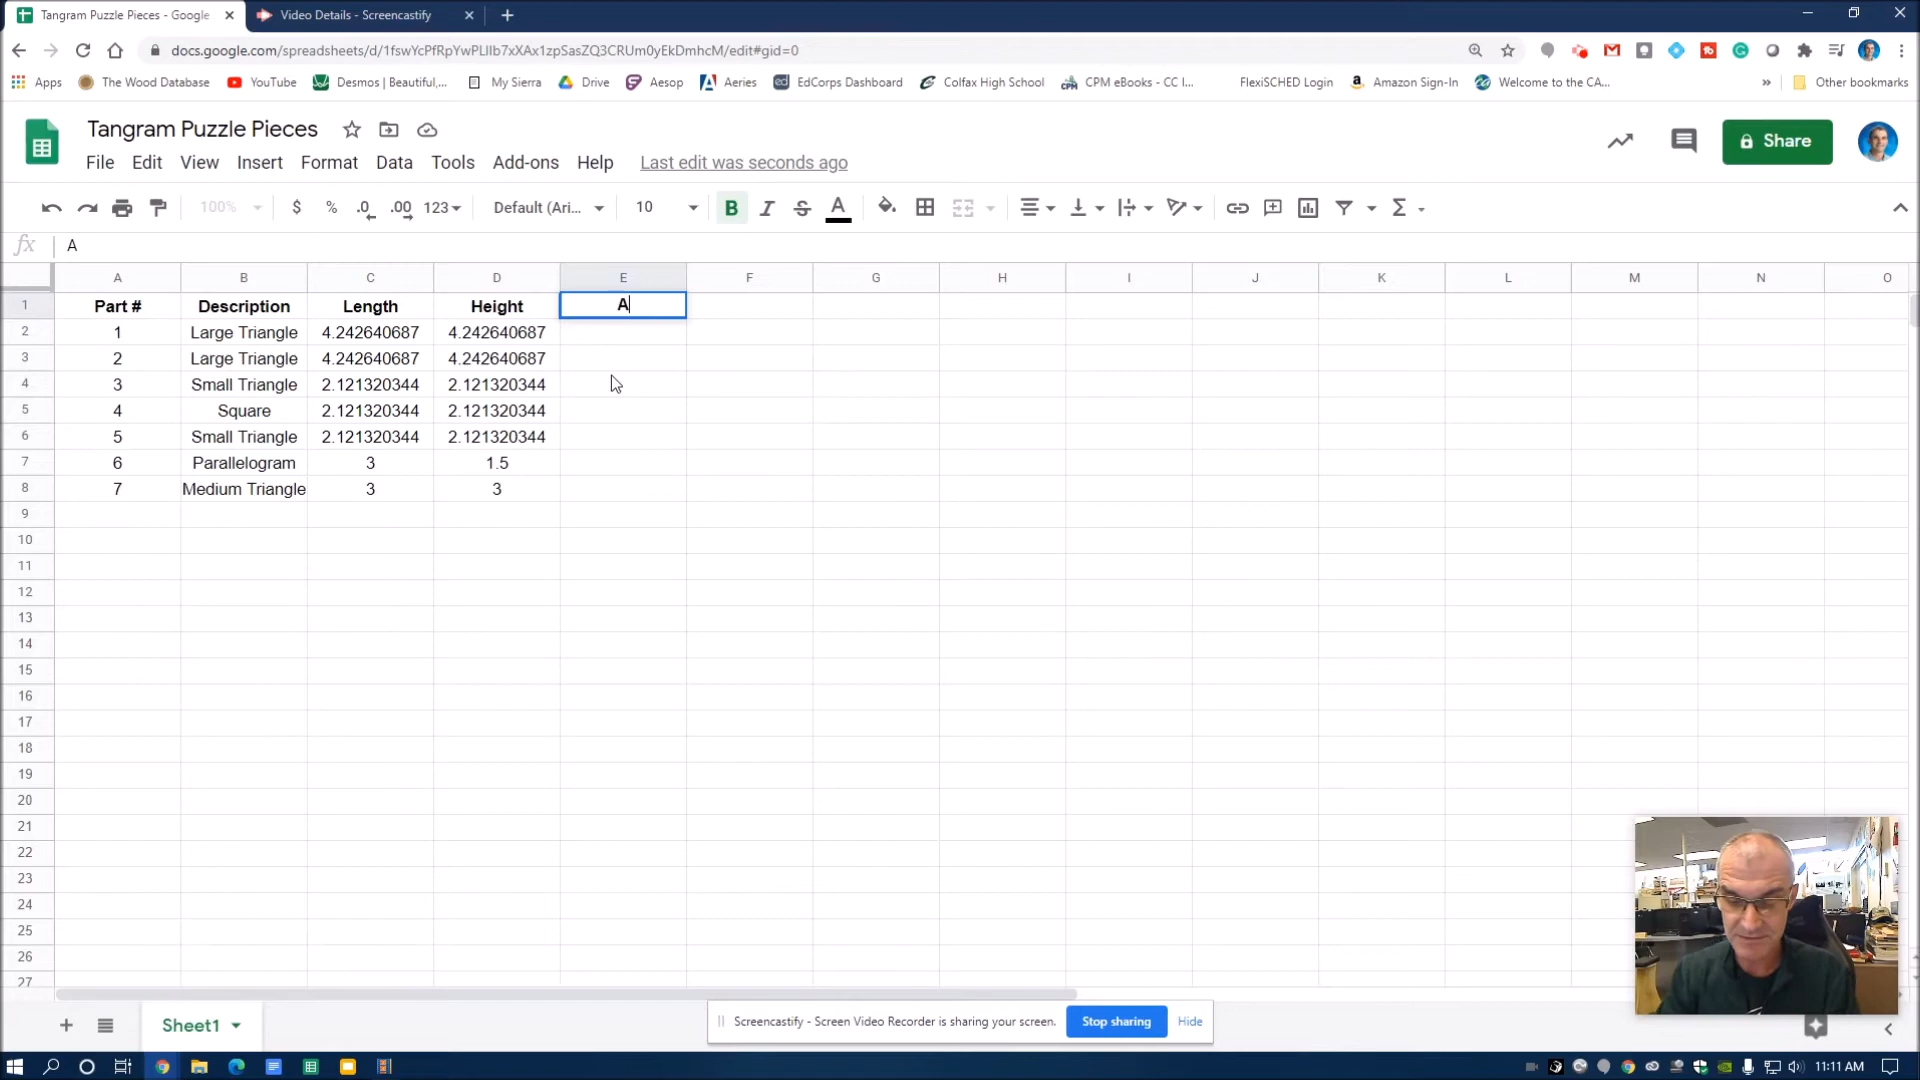 Tangram Puzzle Pieces - Google
Video Details - Screencastify
docs.google.com/spreadsheets/d/1fswYcPfRpYwPLIIb7xXAx1zpSasZQ3CRUm0yEkDmhcM/edit#gid=0
Apps The Wood Database YouTube Desmos | Beautiful,... My Sierra Drive Aesop Aeries EdCorps Dashboard Colfax High School CPM eBooks - CC I... FlexiSCHED Login Amazon Sign-In Welcome to the CA... » Other bookmarks
Tangram Puzzle Pieces
Share
File Edit View Insert Format Data Tools Add-ons Help Last edit was seconds ago
100% $ % .0 .00 123 Default (Ari... 10 B I S A Σ
fx A
A B C D E F G H I J K L M N O
1 Part # Description Length Height A
2 1 Large Triangle 4.242640687 4.242640687
3 2 Large Triangle 4.242640687 4.242640687
4 3 Small Triangle 2.121320344 2.121320344
5 4 Square 2.121320344 2.121320344
6 5 Small Triangle 2.121320344 2.121320344
7 6 Parallelogram 3 1.5
8 7 Medium Triangle 3 3
9
10
11
12
13
14
15
16
17
18
19
20
21
22
23
24
25
26
27
Sheet1
Screencastify - Screen Video Recorder is sharing your screen. Stop sharing Hide
11:11 AM